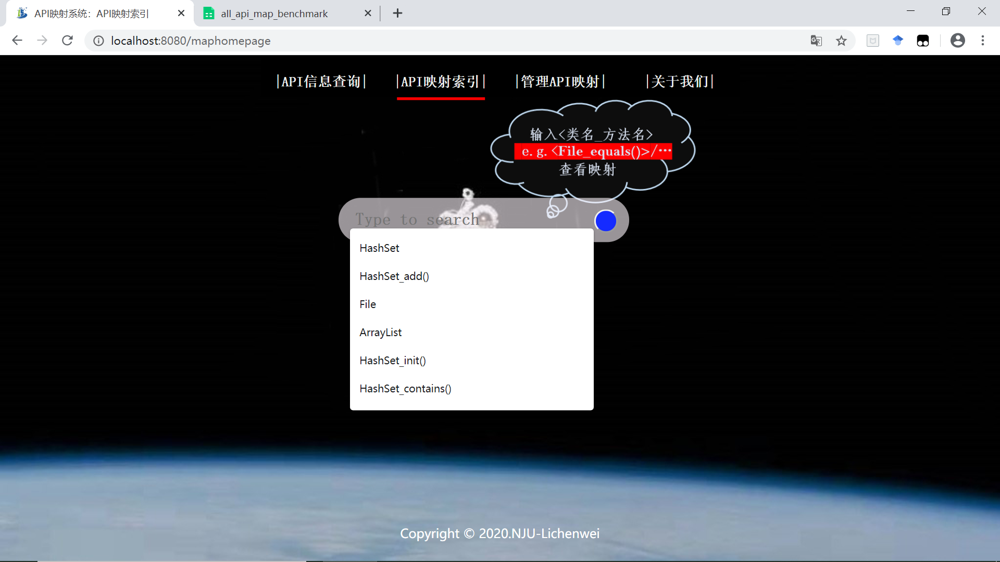 API映射系统：API映射索引
all_api_map_benchmark
localhost:8080/maphomepage
|API信息查询|
|API映射索引|
|管理API映射|
|关于我们|
输入<类名_方法名>
e.g.<File_equals()>/…
查看映射
Type to search
HashSet
HashSet_add()
File
ArrayList
HashSet_init()
HashSet_contains()
Copyright © 2020.NJU-Lichenwei